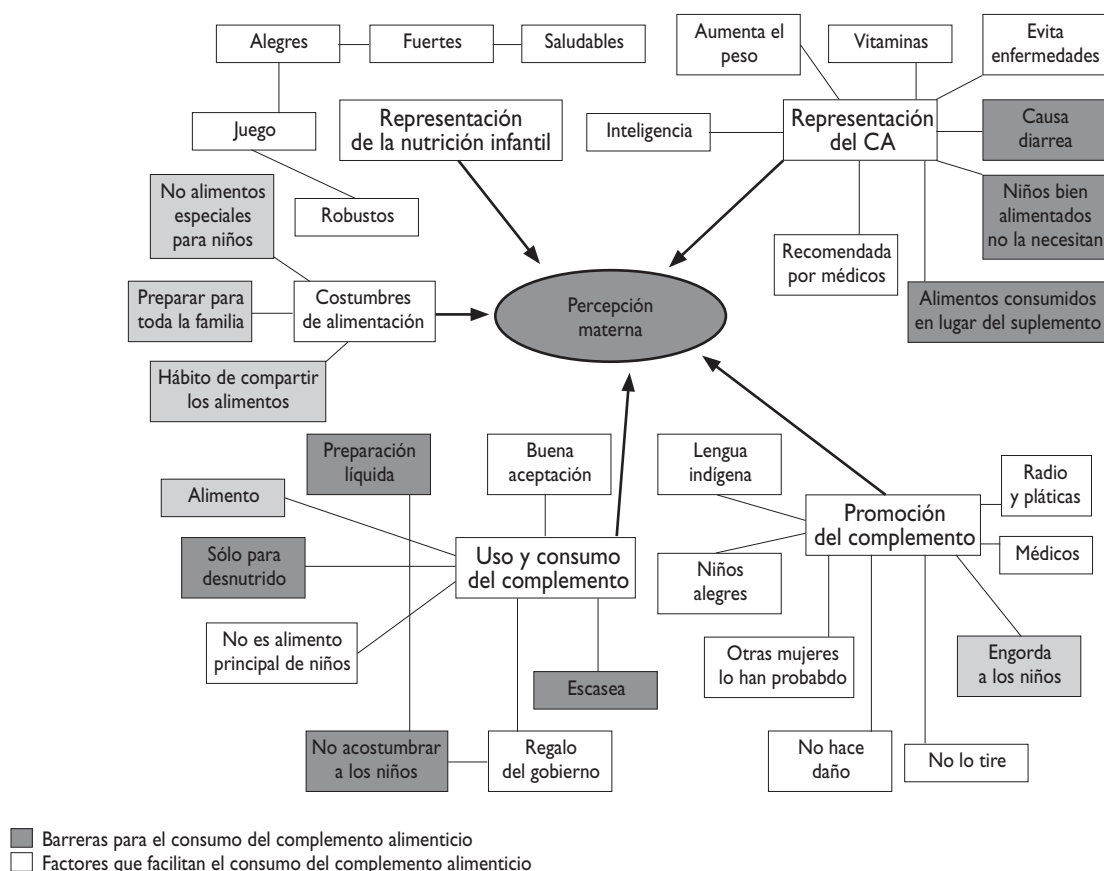 Alegres
Fuertes
Saludables
Aumenta el
peso
Vitaminas
Evita
enfermedades
Juego
Representación
de la nutrición infantil
Inteligencia
Representación
del CA
Causa
diarrea
No alimentos
especiales
para niños
Robustos
Niños bien
alimentados
no la necesitan
Recomendada
por médicos
Preparar para
toda la familia
Costumbres
de alimentación
Percepción
materna
Alimentos consumidos
en lugar del suplemento
Hábito de compartir
los alimentos
Preparación
líquida
Buena
aceptación
Lengua
indígena
Radio
y pláticas
Alimento
Promoción
del complemento
Sólo para
desnutrido
Uso y consumo
del complemento
Médicos
Niños
alegres
No es alimento
principal de niños
Otras mujeres
lo han probabdo
Engorda
a los niños
Escasea
No acostumbrar
a los niños
Regalo
del gobierno
No hace
daño
No lo tire
Barreras para el consumo del complemento alimenticio
Factores que facilitan el consumo del complemento alimenticio